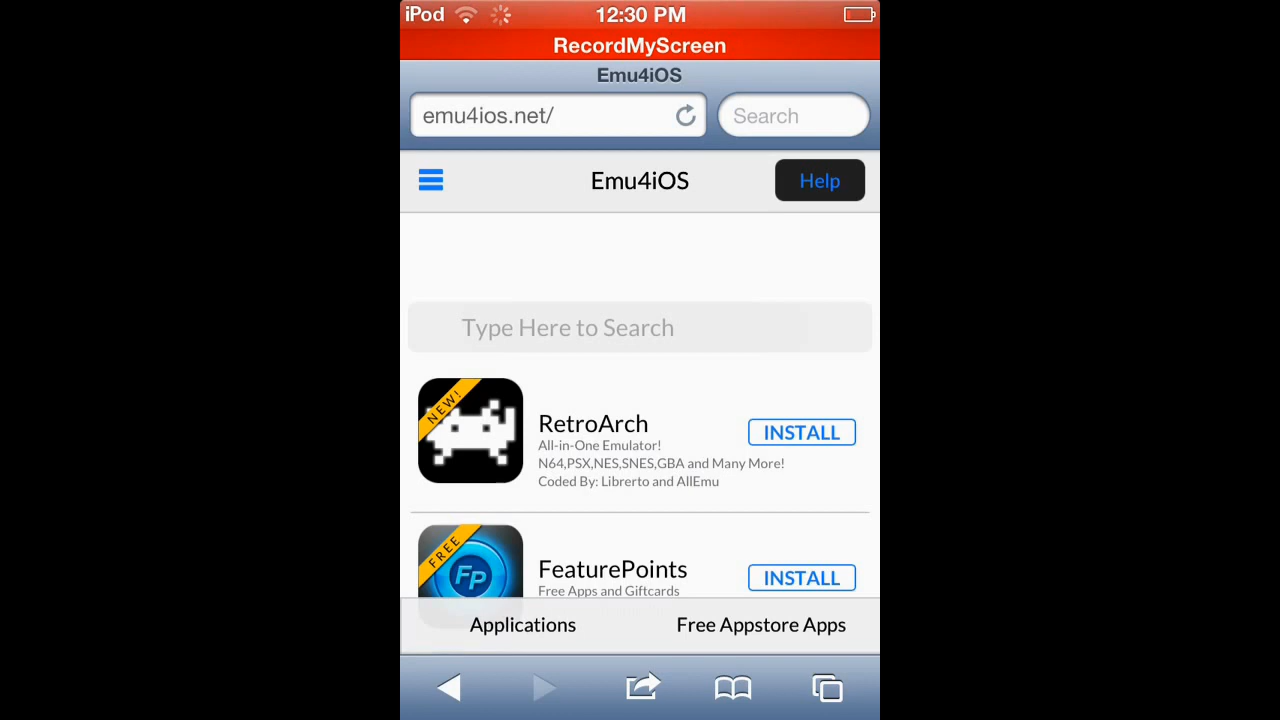 iPod 12:30 PM
RecordMyScreen
Emu4iOS
emu4ios.net/ Search
Emu4iOS Help
Type Here to Search
NEW!
RetroArch INSTALL
All-in-One Emulator!
N64,PSX,NES,SNES,GBA and Many More!
Coded By: Librerto and AllEmu
FREE
FP
FeaturePoints INSTALL
Free Apps and Giftcards
Applications Free Appstore Apps